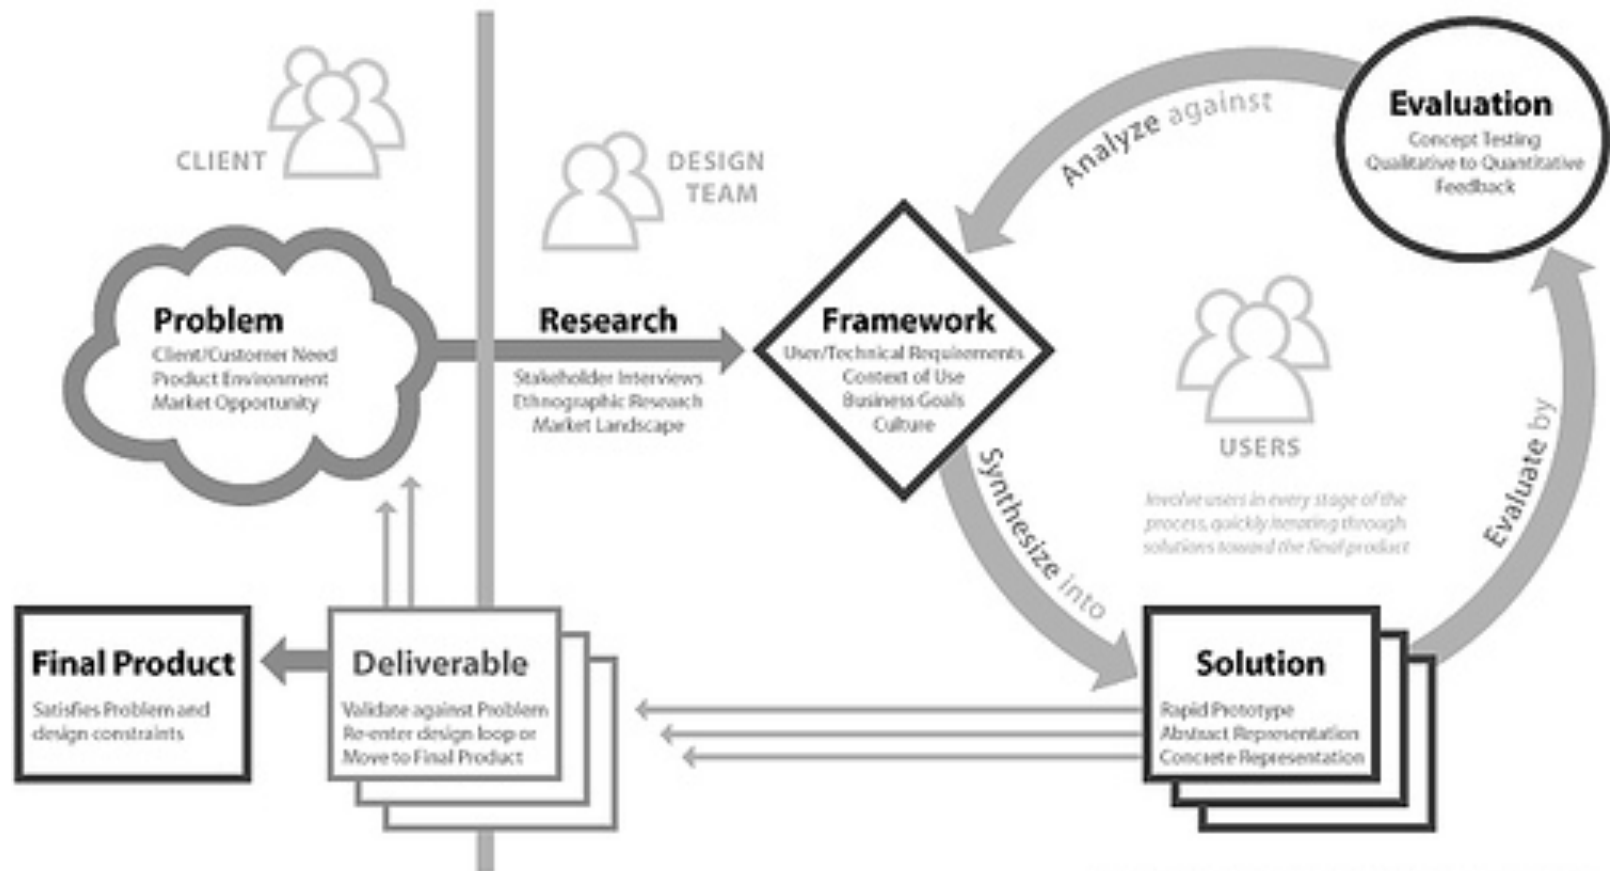 CLIENT
DESIGN
TEAM
Problem
Client/Customer Need
Product Environment
Market Opportunity
Research
Stakeholder Interviews
Ethnographic Research
Market Landscape
Framework
User/Technical Requirements
Context of Use
Business Goals
Culture
Analyze against
Evaluation
Concept Testing
Qualitative to Quantitative
Feedback
USERS
Involve users in every stage of the
process, quickly iterating through
solutions toward the final product
Synthesize into
Evaluate by
Final Product
Satisfies Problem and
design constraints
Deliverable
Validate against Problem
Re-enter design loop or
Move to Final Product
Solution
Rapid Prototype
Abstract Representation
Concrete Representation